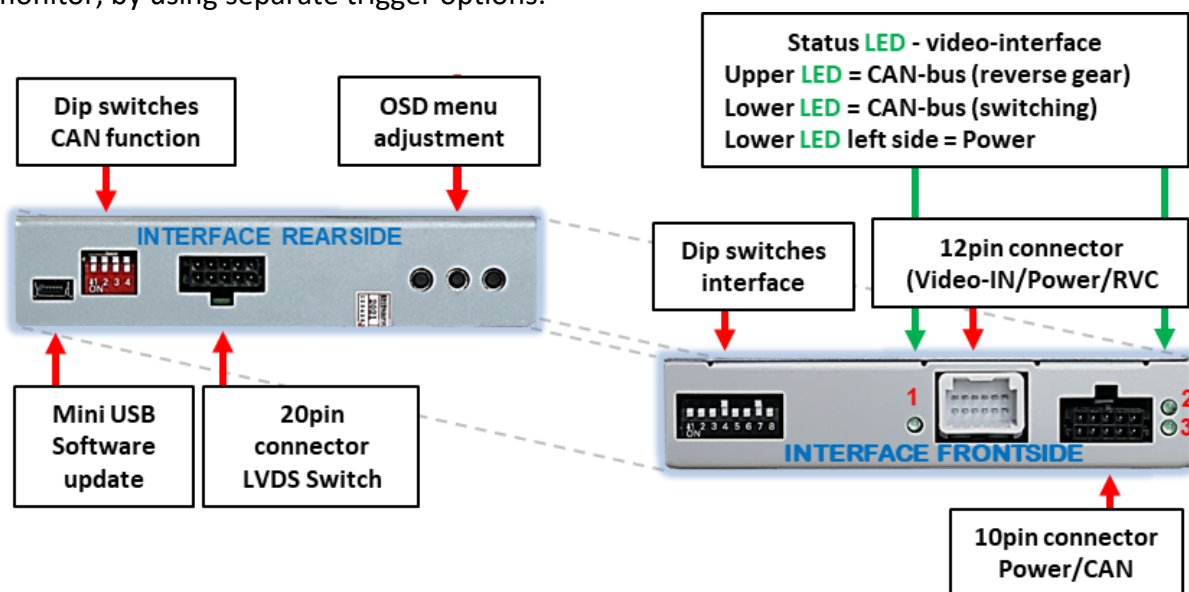 monitor, by using separate trigger options.
Status LED - video-interface
Upper LED = CAN-bus (reverse gear)
Lower LED = CAN-bus (switching)
Lower LED left side = Power
Dip switches
CAN function
OSD menu
adjustment
INTERFACE REARSIDE
1 2 3 4
ON
2021
Dip switches
interface
12pin connector
(Video-IN/Power/RVC
Mini USB
Software
update
20pin
connector
LVDS Switch
1 2 3 4 5 6 7 8
ON
1
2
3
INTERFACE FRONTSIDE
10pin connector
Power/CAN